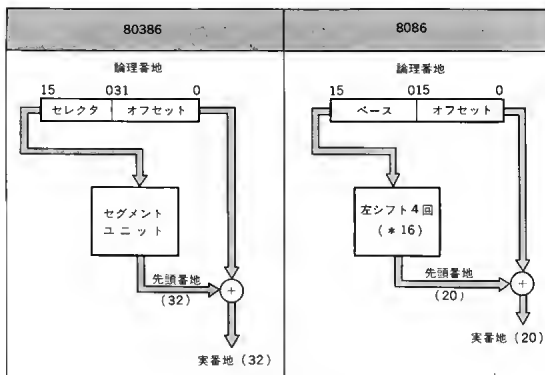 80386
論理番地
15 031 0
セレクタ オフセット
セグメント
ユニット
先頭番地
(32)
+
実番地(32)
8086
論理番地
15 015 0
ベース オフセット
左シフト4回
(*16)
先頭番地
(20)
+
実番地(20)